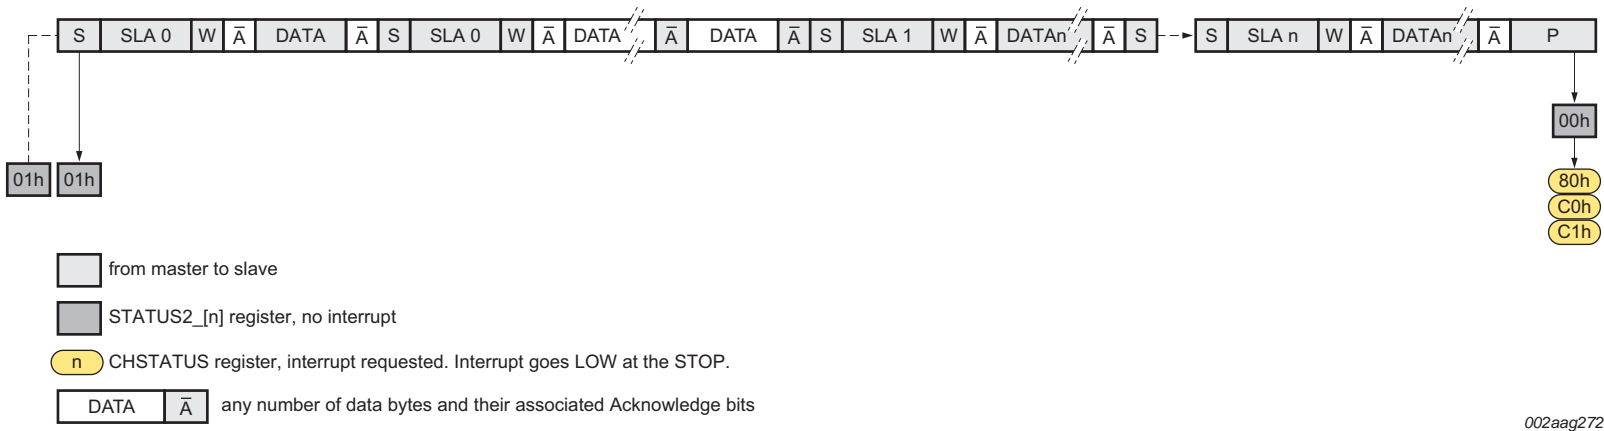 S SLA 0 W A̅ DATA A̅ S SLA 0 W A̅ DATA A̅ DATA A̅ S SLA 1 W A̅ DATAn A̅ S S SLA n W A̅ DATAn A̅ P
00h
01h 01h 80h
C0h
C1h
from master to slave
STATUS2_[n] register, no interrupt
n CHSTATUS register, interrupt requested. Interrupt goes LOW at the STOP.
DATA A̅ any number of data bytes and their associated Acknowledge bits
002aag272